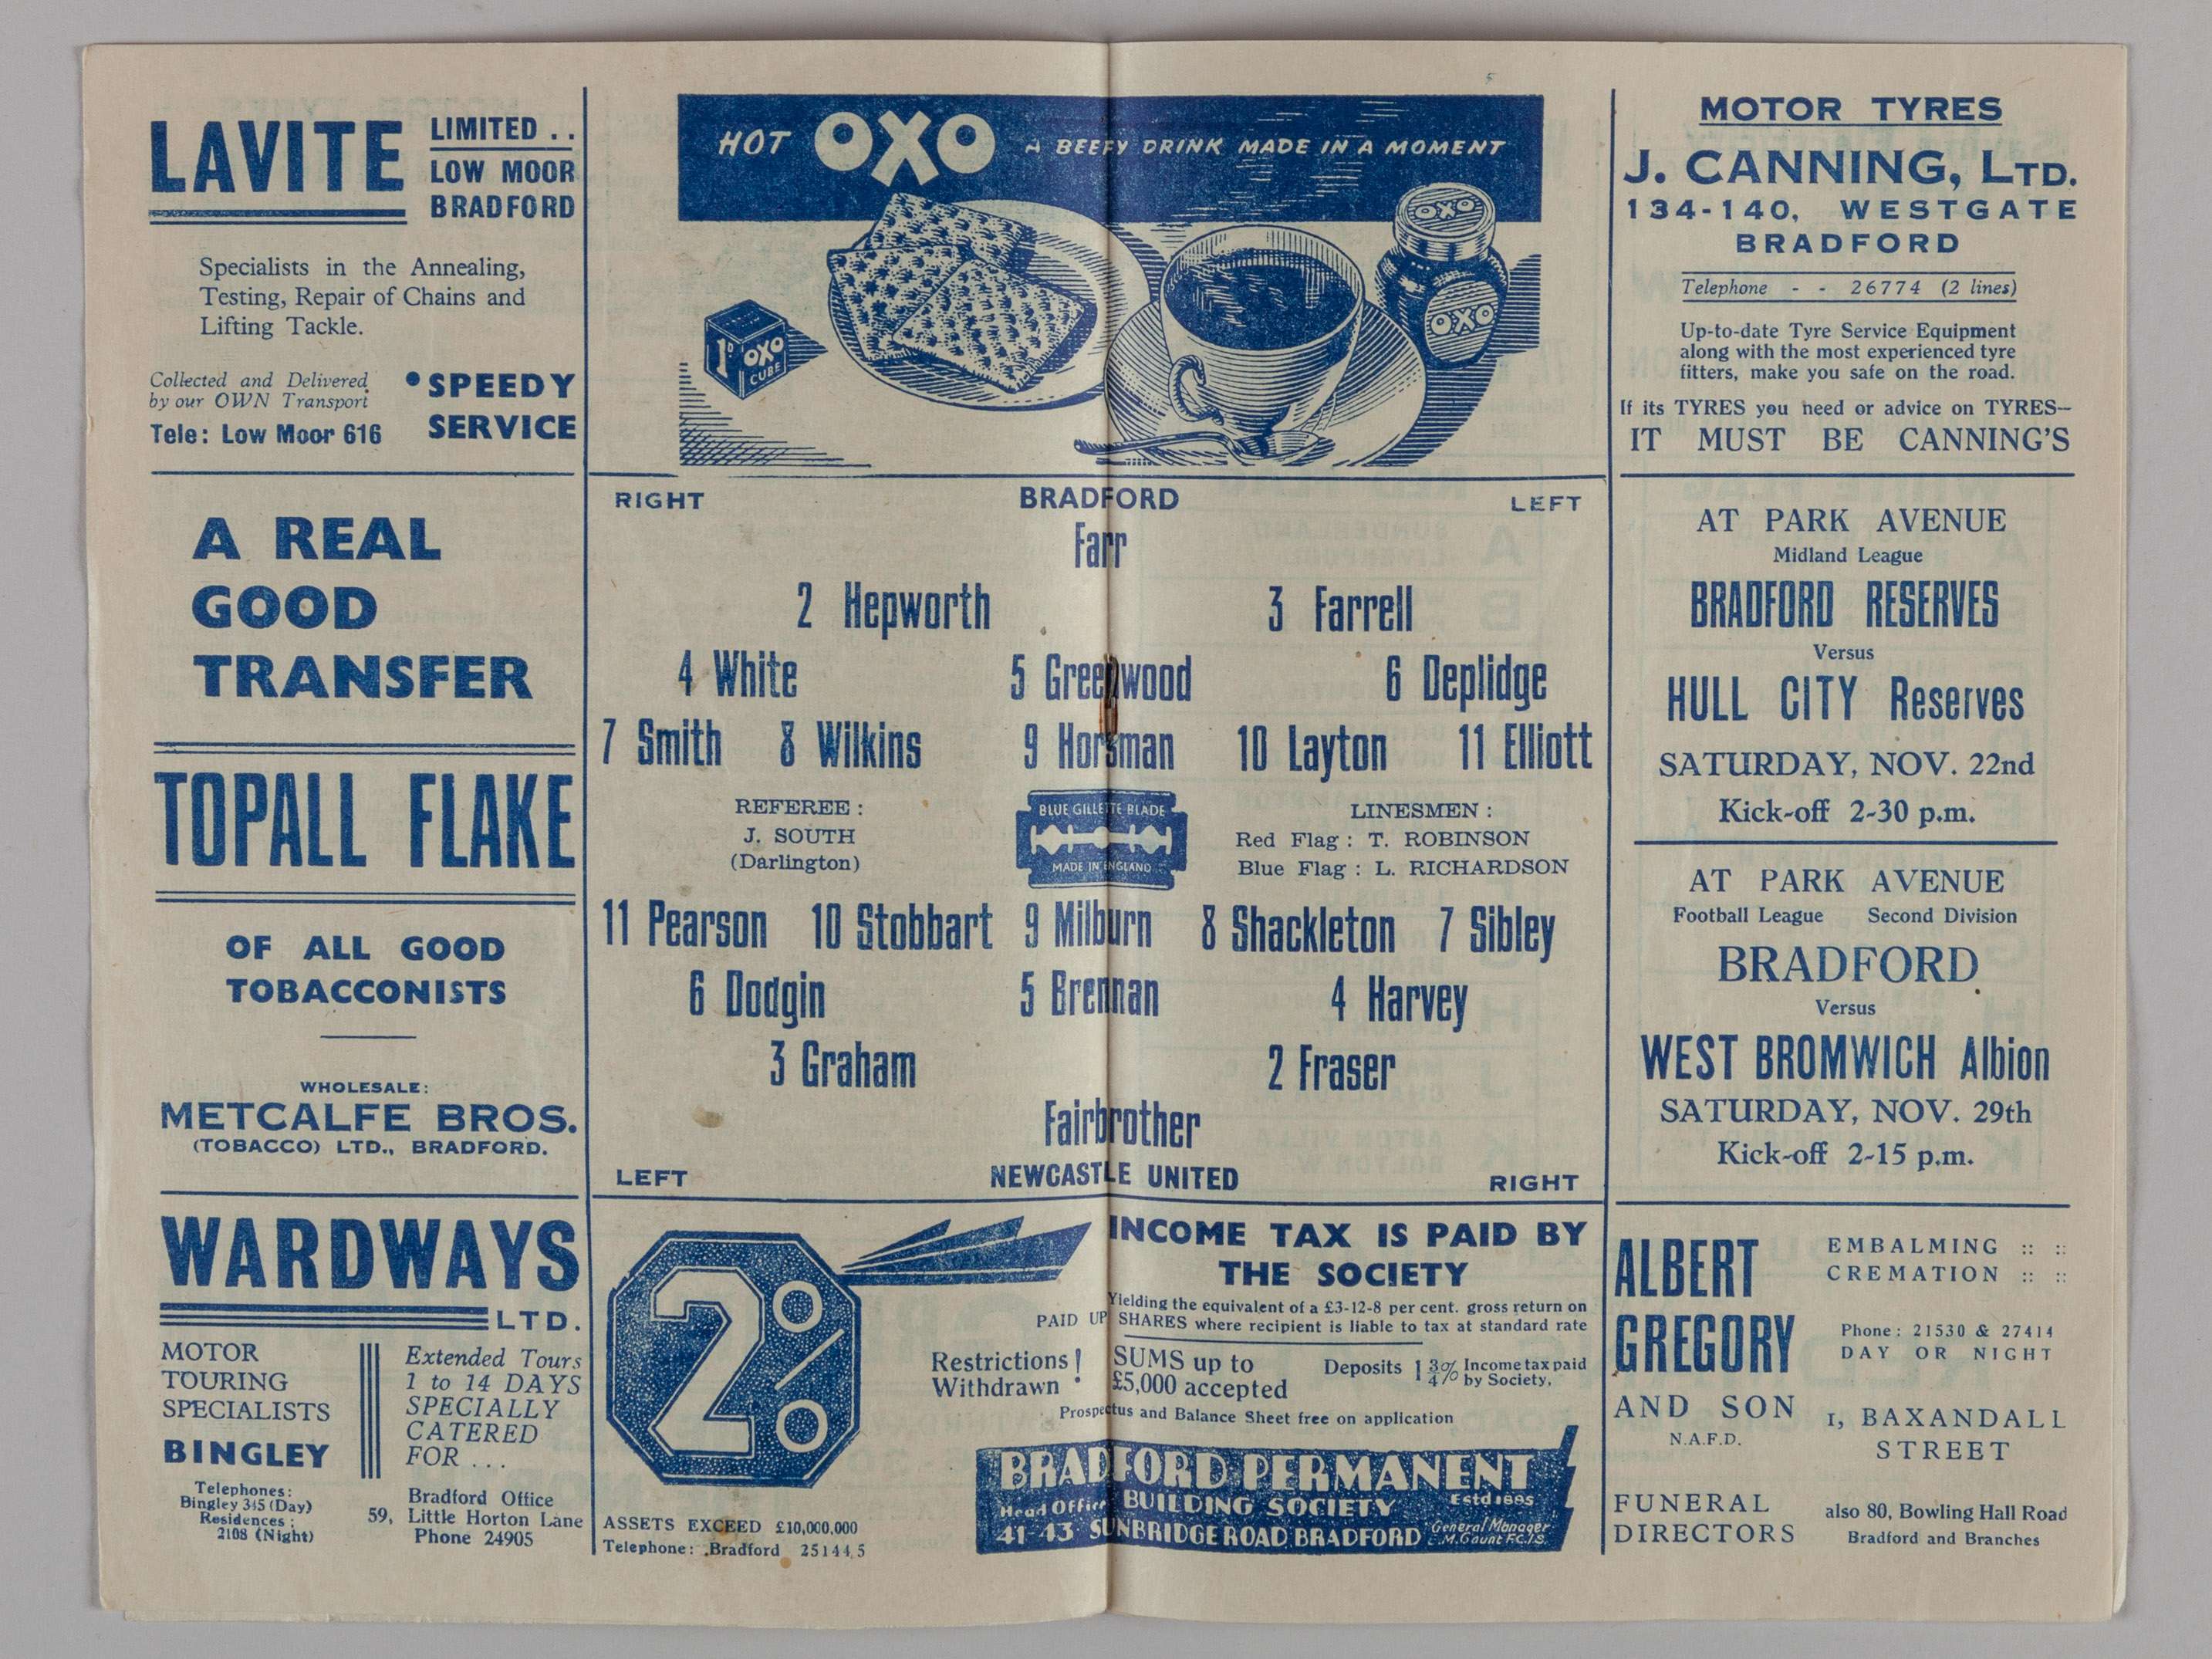 LAVITE LIMITED . .
LOW MOOR
BRADFORD
Specialists in the Annealing,
Testing, Repair of Chains and
Lifting Tackle.
Collected and Delivered
by our OWN Transport
Tele: Low Moor 616
• SPEEDY
SERVICE
A REAL
GOOD
TRANSFER
TOPALL FLAKE
OF ALL GOOD
TOBACCONISTS
WHOLESALE:
METCALFE BROS.
(TOBACCO) LTD., BRADFORD.
WARDWAYS
LTD.
MOTOR
TOURING
SPECIALISTS
BINGLEY
Telephones:
Bingley 345 (Day)
Residences:
2108 (Night)
Extended Tours
1 to 14 DAYS
SPECIALLY
CATERED
FOR . . .
Bradford Office
59, Little Horton Lane
Phone 24905
HOT OXO A BEEFY DRINK MADE IN A MOMENT
1D OXO
CUBE
OXO
OXO
RIGHT BRADFORD LEFT
Farr
2 Hepworth 3 Farrell
4 White 5 Greenwood 6 Deplidge
7 Smith 8 Wilkins 9 Horsman 10 Layton 11 Elliott
REFEREE :
J. SOUTH
(Darlington)
BLUE GILLETTE BLADE
MADE IN ENGLAND
LINESMEN :
Red Flag : T. ROBINSON
Blue Flag : L. RICHARDSON
11 Pearson 10 Stobbart 9 Milburn 8 Shackleton 7 Sibley
6 Dodgin 5 Brennan 4 Harvey
3 Graham 2 Fraser
Fairbrother
LEFT NEWCASTLE UNITED RIGHT
2%
ASSETS EXCEED £10,000,000
Telephone: Bradford 25144,5
INCOME TAX IS PAID BY
THE SOCIETY
Yielding the equivalent of a £3-12-8 per cent. gross return on
PAID UP SHARES where recipient is liable to tax at standard rate
Restrictions !
Withdrawn !
SUMS up to
£5,000 accepted
Deposits 1 3/4% Income tax paid
by Society,
Prospectus and Balance Sheet free on application
BRADFORD PERMANENT
Head Office BUILDING SOCIETY Estd 1885
41-43 SUNBRIDGE ROAD, BRADFORD General Manager
E.M. Gaunt F.C.I.S.
MOTOR TYRES
J. CANNING, LTD.
134-140, WESTGATE
BRADFORD
Telephone - - 26774 (2 lines)
Up-to-date Tyre Service Equipment
along with the most experienced tyre
fitters, make you safe on the road.
If its TYRES you need or advice on TYRES—
IT MUST BE CANNING'S
AT PARK AVENUE
Midland League
BRADFORD RESERVES
Versus
HULL CITY Reserves
SATURDAY, NOV. 22nd
Kick-off 2-30 p.m.
AT PARK AVENUE
Football League Second Division
BRADFORD
Versus
WEST BROMWICH Albion
SATURDAY, NOV. 29th
Kick-off 2-15 p.m.
ALBERT
GREGORY
AND SON
N.A.F.D.
FUNERAL
DIRECTORS
EMBALMING :: ::
CREMATION :: ::
Phone: 21530 & 27414
DAY OR NIGHT
1, BAXANDALL
STREET
also 80, Bowling Hall Road
Bradford and Branches